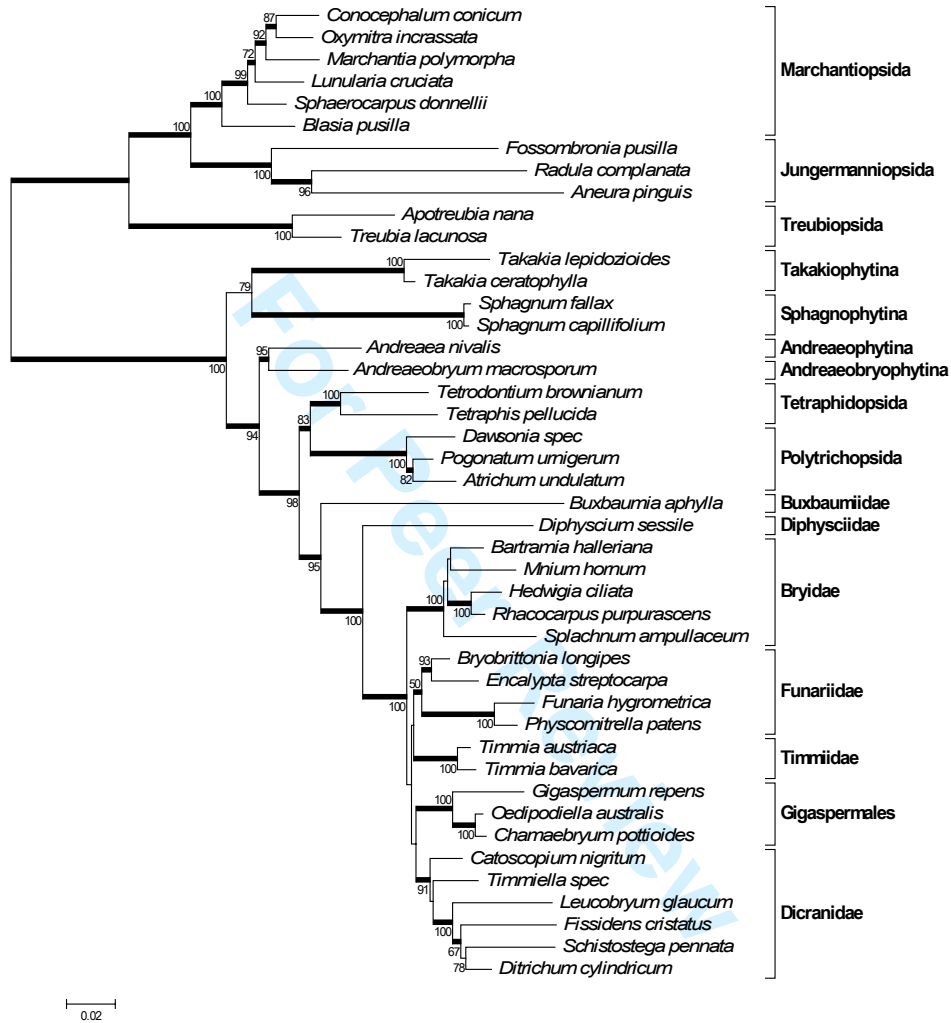 87 Conocephalum conicum
92 Oxymitra incrassata
72 Marchantia polymorpha
99 Lunularia cruciata
Sphaerocarpus donnellii
100 Blasia pusilla
Marchantiopsida
100
Fossombronia pusilla
Radula complanata
100
96 Aneura pinguis
Jungermanniopsida
Apotreubia nana
100 Treubia lacunosa
Treubiopsida
100 Takakia lepidozioides
Takakia ceratophylla
Takakiophytina
79
Sphagnum fallax
100 Sphagnum capillifolium
Sphagnophytina
100
95 Andreaea nivalis
Andreaeophytina
Andreaeobryum macrosporum
Andreaeobryophytina
94
100 Tetrodontium brownianum
Tetraphis pellucida
Tetraphidopsida
83
Dawsonia spec
100 Pogonatum urnigerum
82 Atrichum undulatum
Polytrichopsida
98
Buxbaumia aphylla
Buxbaumiidae
95
Diphyscium sessile
Diphysciidae
100
Bartramia halleriana
Mnium hornum
100 Hedwigia ciliata
100 Rhacocarpus purpurascens
Splachnum ampullaceum
Bryidae
100
93 Bryobrittonia longipes
50 Encalypta streptocarpa
Funaria hygrometrica
100 Physcomitrella patens
Funariidae
Timmia austriaca
100 Timmia bavarica
Timmiidae
100 Gigaspermum repens
Oedipodiella australis
100 Chamaebryum pottioides
Gigaspermales
Catoscopium nigritum
91 Timmiella spec
Leucobryum glaucum
100 Fissidens cristatus
67 Schistostega pennata
78 Ditrichum cylindricum
Dicranidae
0.02
For Peer Review